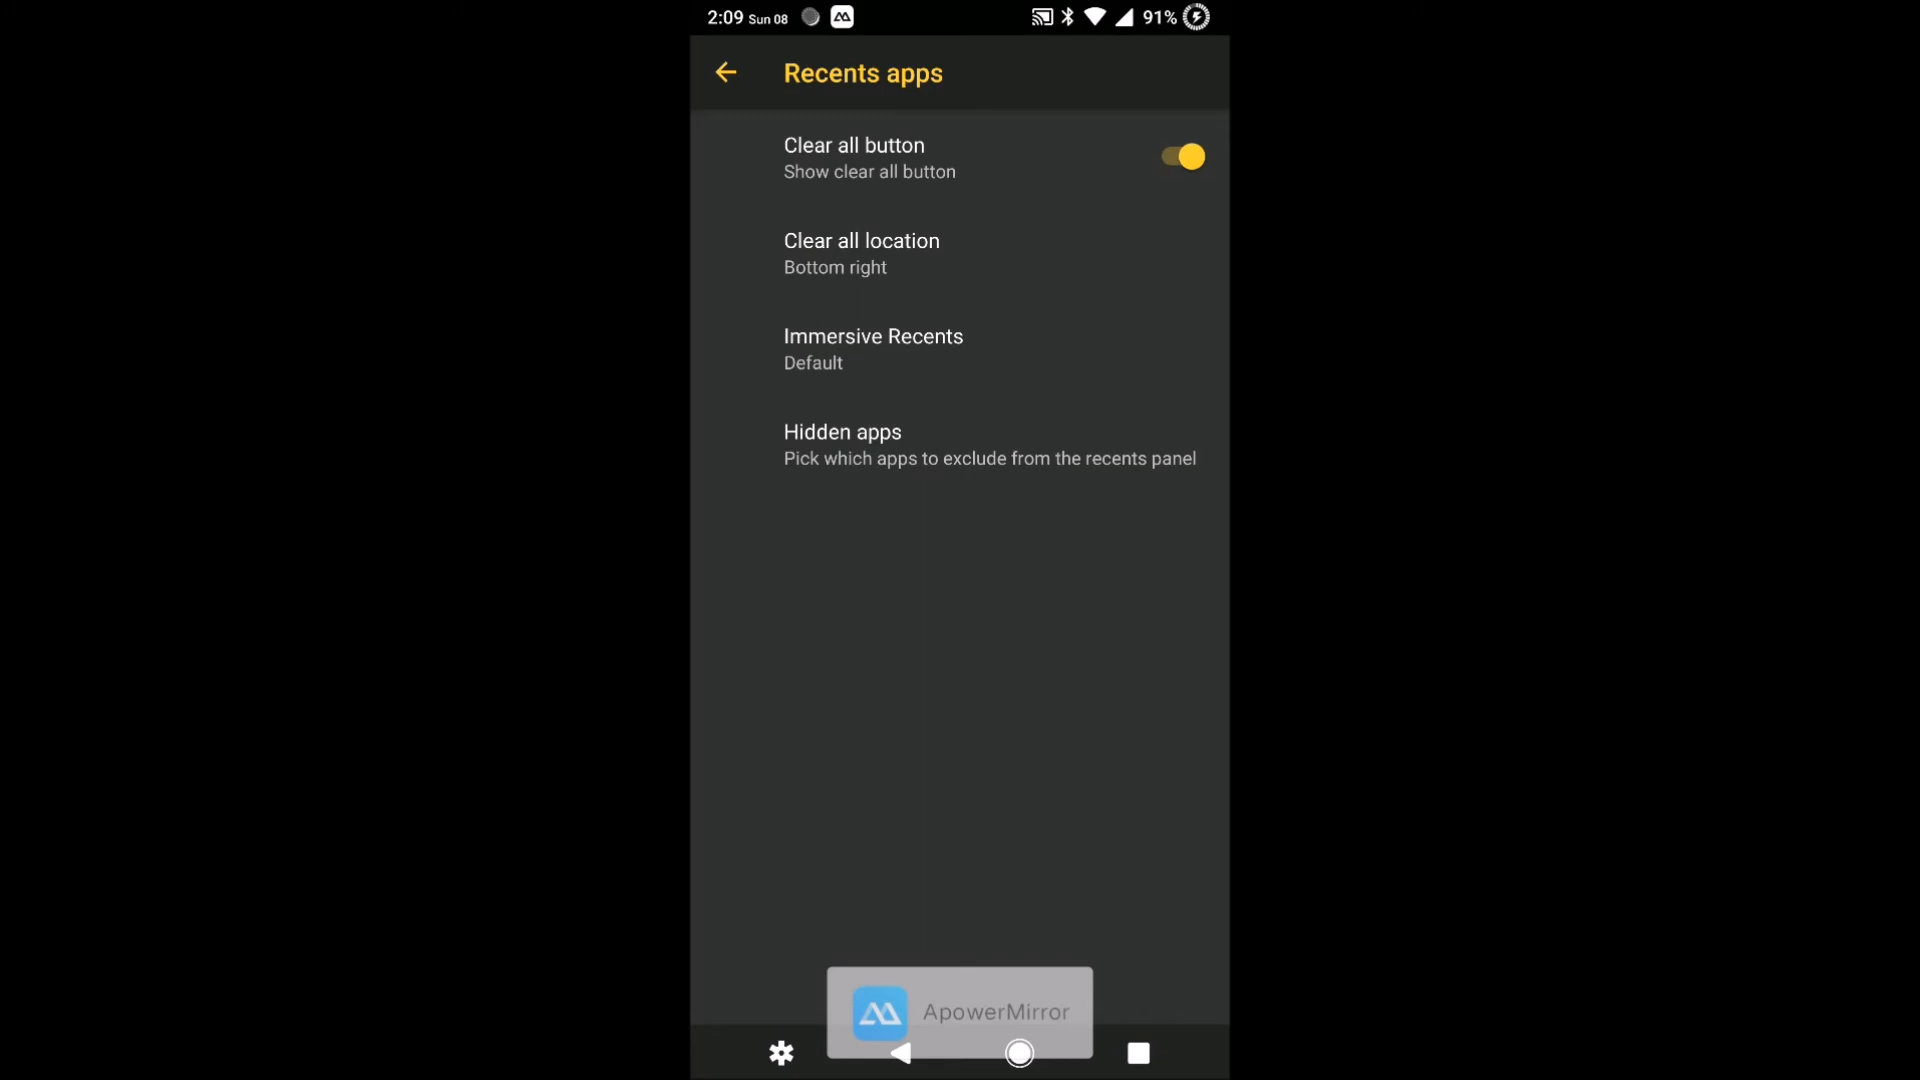 2:09 Sun 08
91%
Recents apps
Clear all button
Show clear all button
Clear all location
Bottom right
Immersive Recents
Default
Hidden apps
Pick which apps to exclude from the recents panel
ApowerMirror